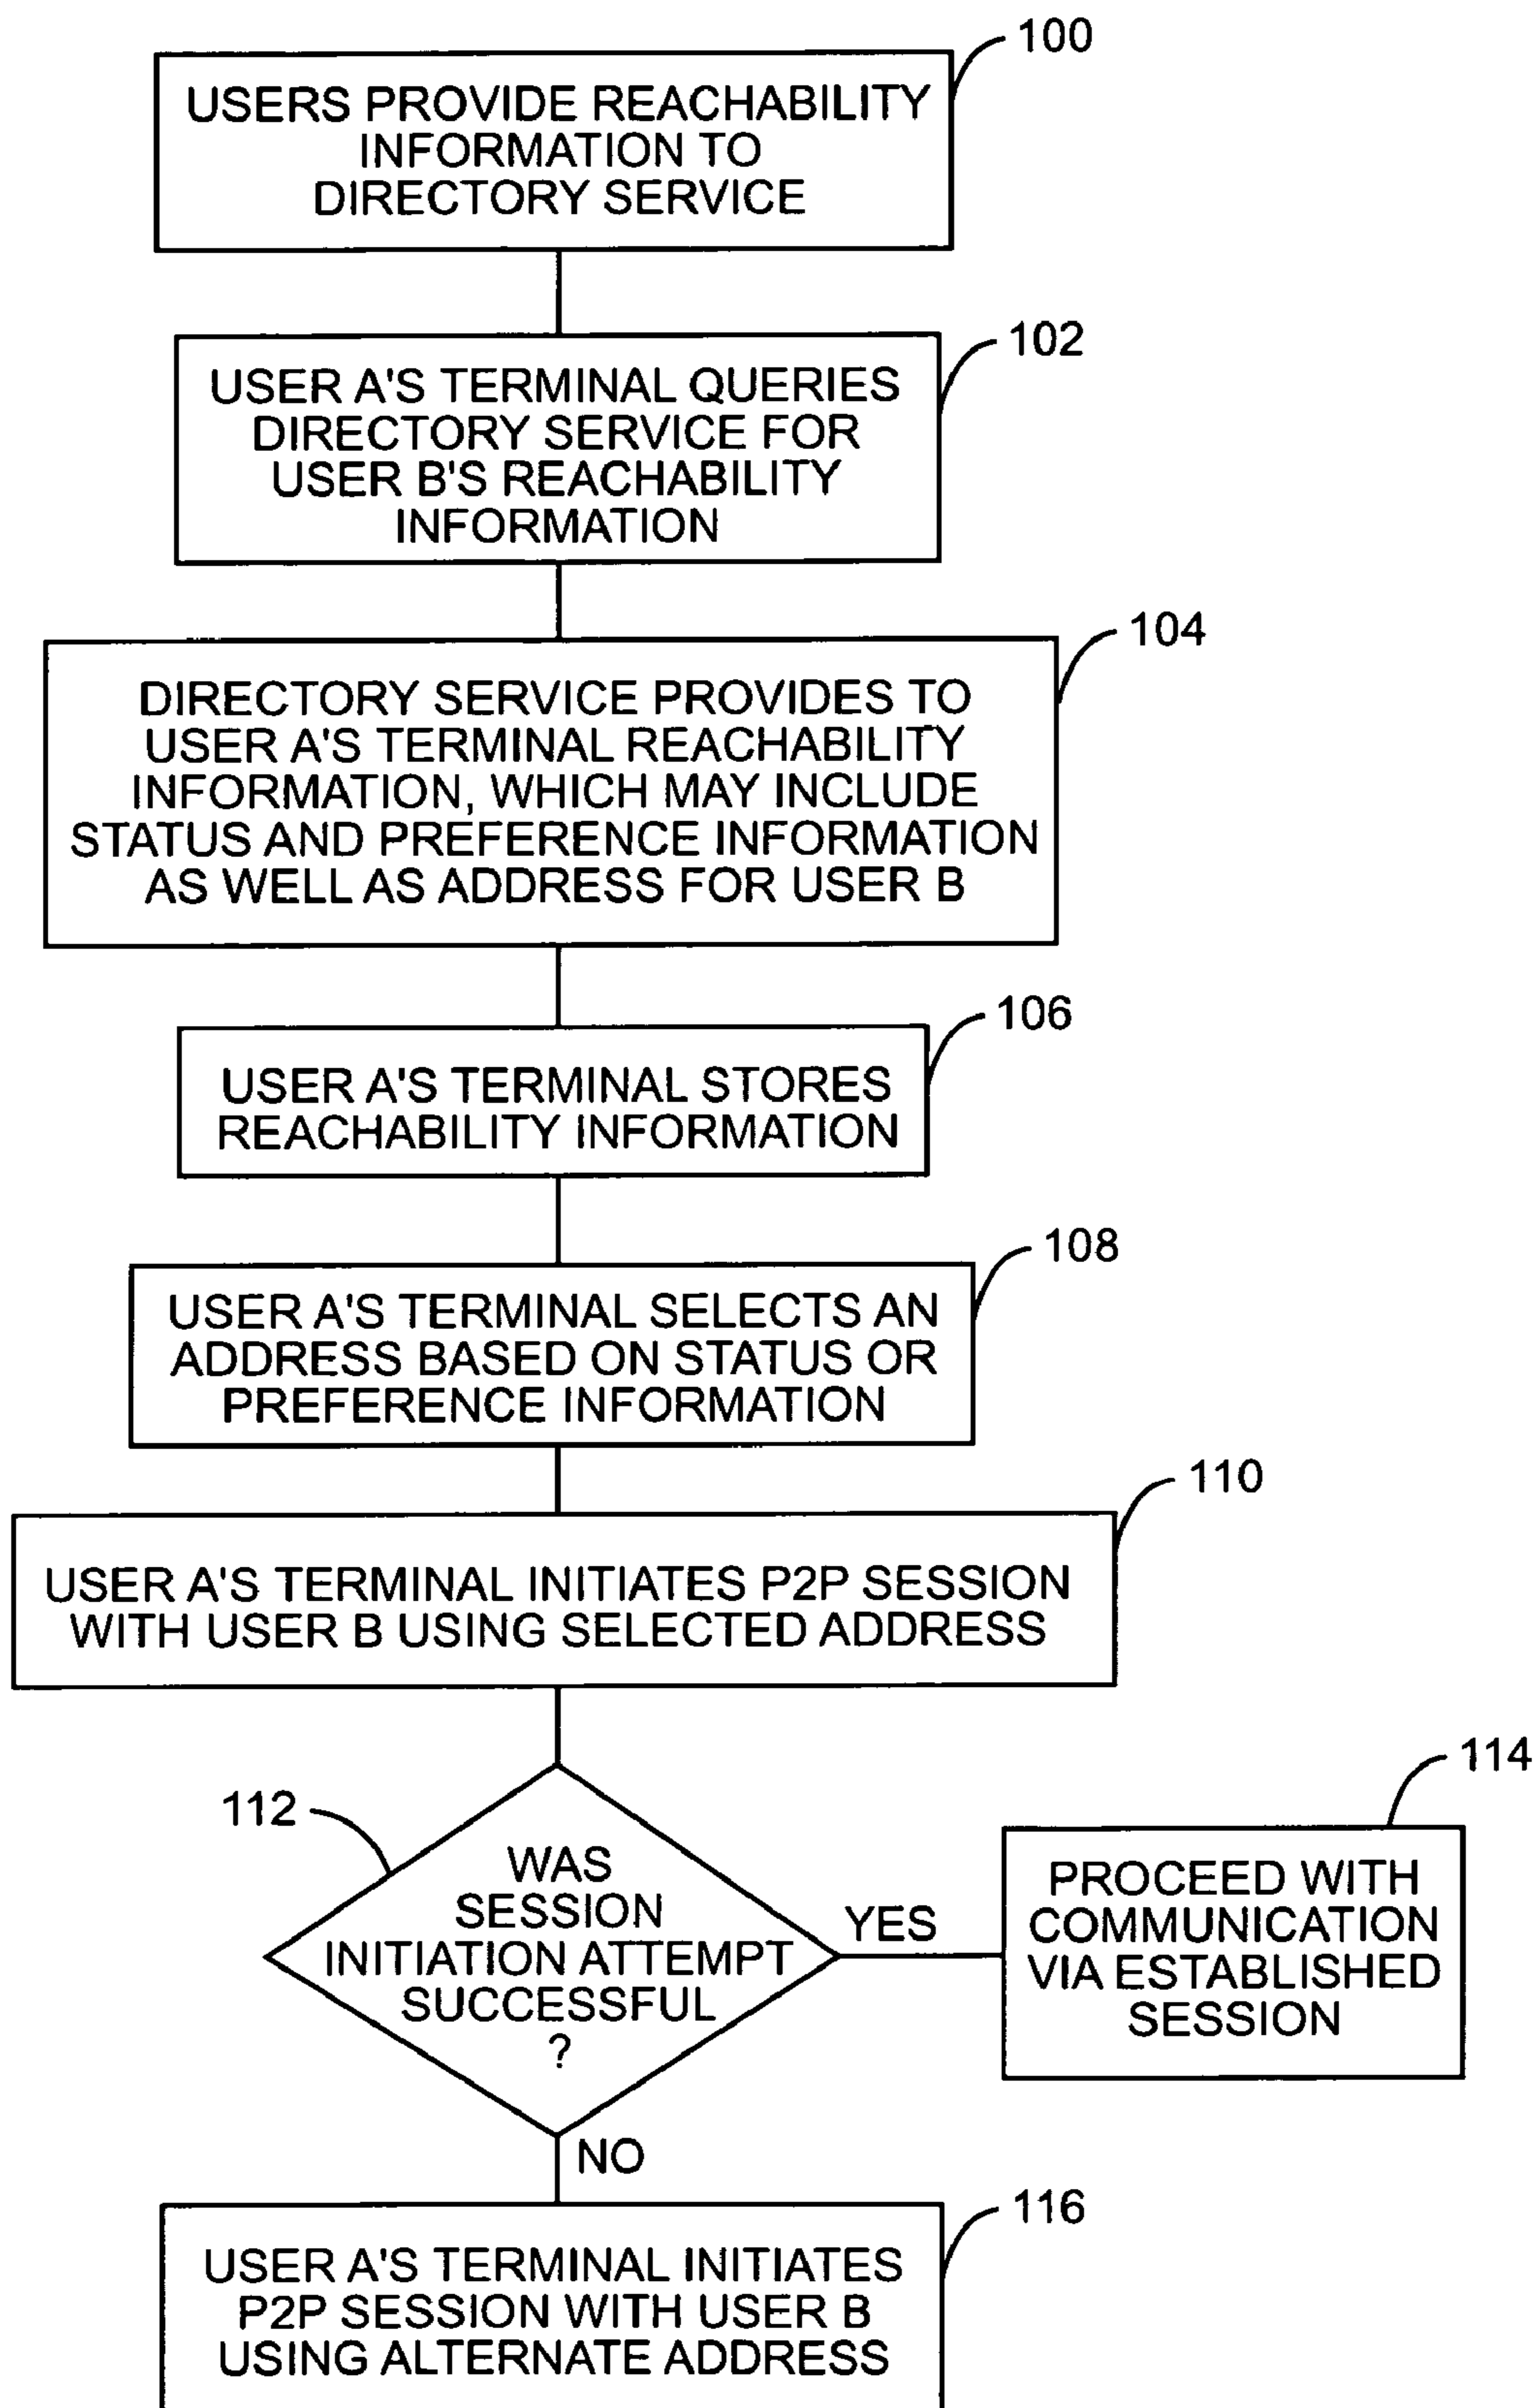 100
USERS PROVIDE REACHABILITY
INFORMATION TO
DIRECTORY SERVICE
102
USER A'S TERMINAL QUERIES
DIRECTORY SERVICE FOR
USER B'S REACHABILITY
INFORMATION
104
DIRECTORY SERVICE PROVIDES TO
USER A'S TERMINAL REACHABILITY
INFORMATION, WHICH MAY INCLUDE
STATUS AND PREFERENCE INFORMATION
AS WELL AS ADDRESS FOR USER B
106
USER A'S TERMINAL STORES
REACHABILITY INFORMATION
108
USER A'S TERMINAL SELECTS AN
ADDRESS BASED ON STATUS OR
PREFERENCE INFORMATION
110
USER A'S TERMINAL INITIATES P2P SESSION
WITH USER B USING SELECTED ADDRESS
112
WAS
SESSION
INITIATION ATTEMPT
SUCCESSFUL
?
YES
114
PROCEED WITH
COMMUNICATION
VIA ESTABLISHED
SESSION
NO
116
USER A'S TERMINAL INITIATES
P2P SESSION WITH USER B
USING ALTERNATE ADDRESS